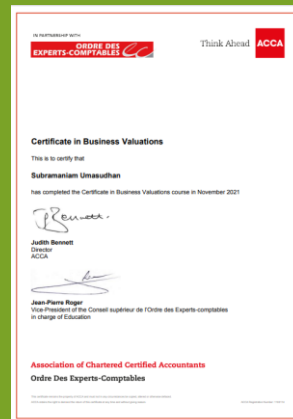 IN PARTNERSHIP WITH
ORDRE DES
EXPERTS-COMPTABLES
Think Ahead ACCA
Certificate in Business Valuations
This is to certify that
Subramaniam Umasudhan
has completed the Certificate in Business Valuations course in November 2021
Judith Bennett
Director
ACCA
Jean-Pierre Roger
Vice-President of the Conseil supérieur de l'Ordre des Experts-comptables
in charge of Education
Association of Chartered Certified Accountants
Ordre Des Experts-Comptables